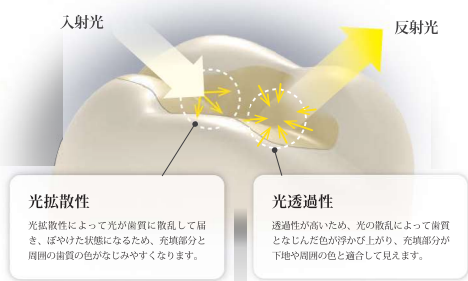 入射光
反射光
光拡散性
光拡散性によって光が歯質に散乱して届
き、ぼやけた状態になるため、充填部分と
周囲の歯質の色がなじみやすくなります。
光透過性
透過性が高いため、光の散乱によって歯質
となじんだ色が浮かび上がり、充填部分が
下地や周囲の色と適合して見えます。